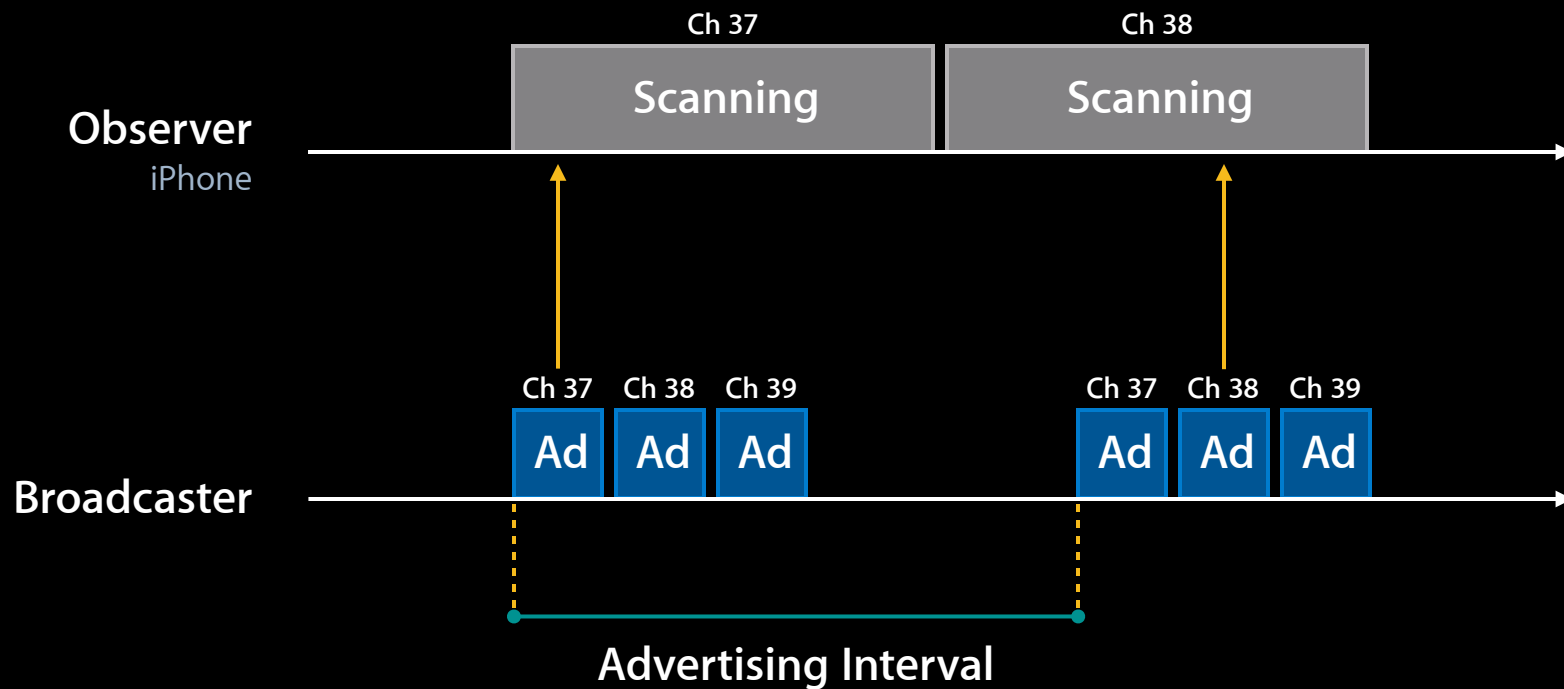 Ch 37
Ch 38
Scanning
Scanning
Observer
iPhone
Ch 37
Ch 38
Ch 39
Ch 37
Ch 38
Ch 39
Ad
Ad
Ad
Ad
Ad
Ad
Broadcaster
Advertising Interval